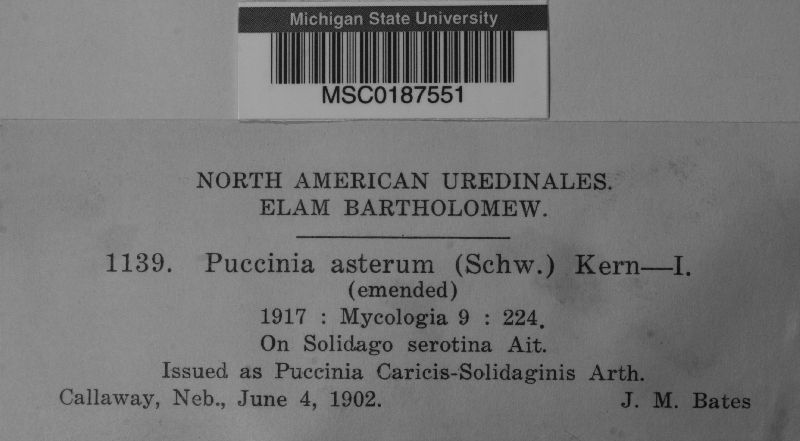 Michigan State University
MSC0187551
NORTH AMERICAN UREDINALES.
ELAM BARTHOLOMEW.
1139. Puccinia asterum (Schw.) Kern—I.
(emended)
1917 : Mycologia 9 : 224.
On Solidago serotina Ait.
Issued as Puccinia Caricis-Solidaginis Arth.
Callaway, Neb., June 4, 1902. J. M. Bates